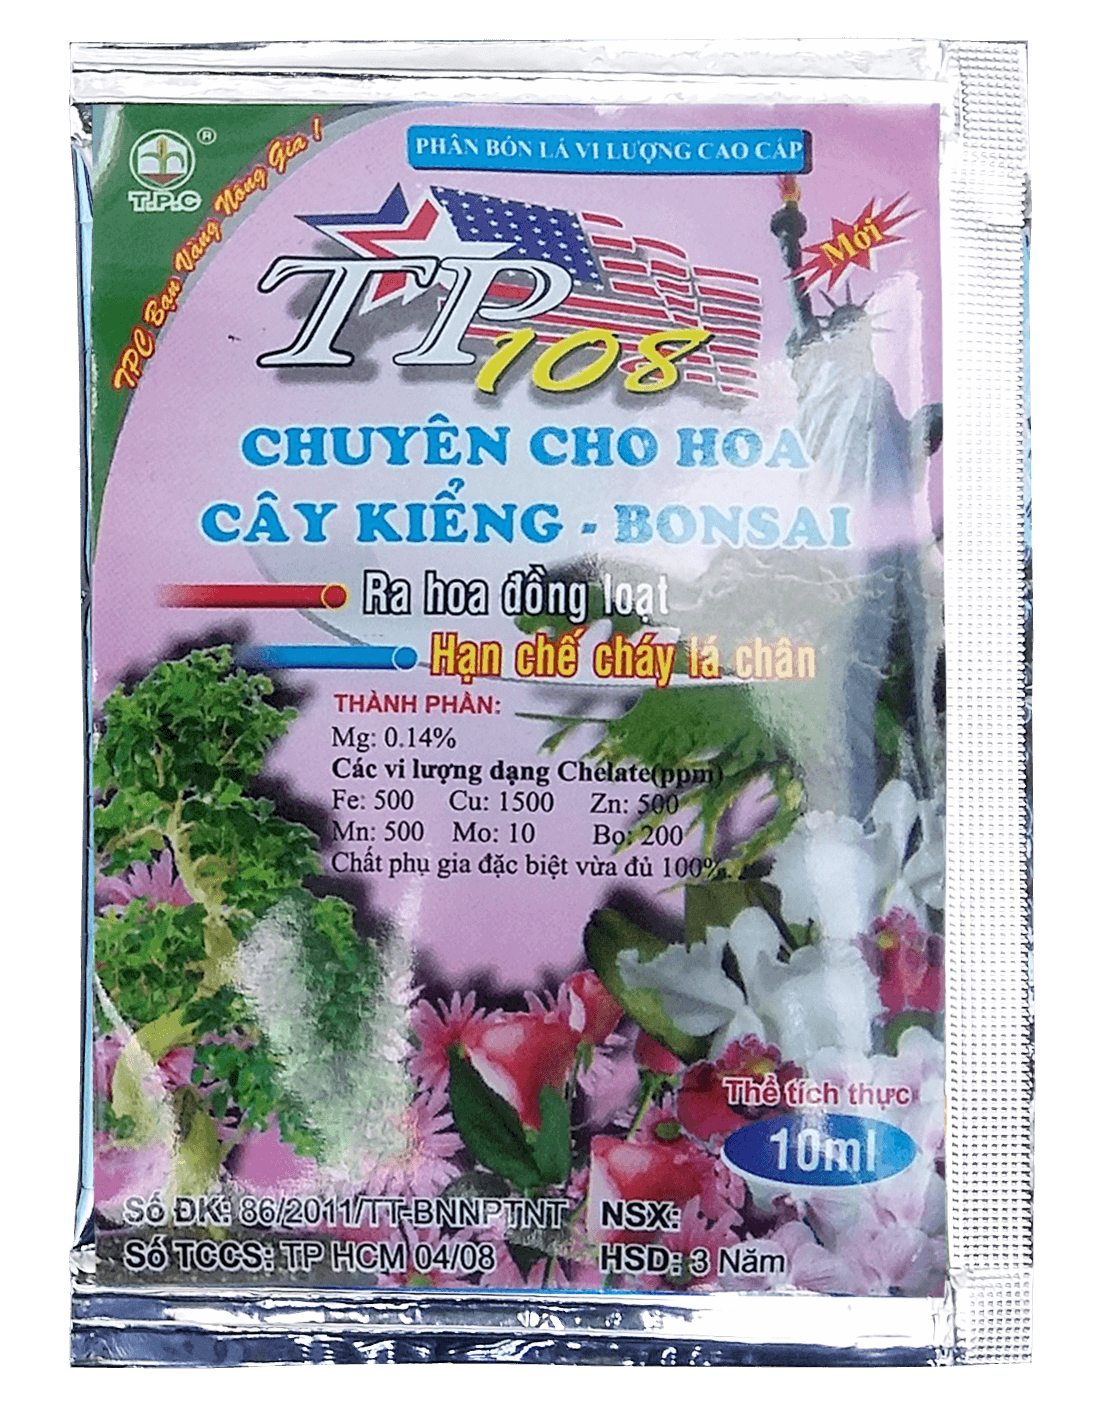 PHÂN BÓN LÁ VI LƯỢNG CAO CẤP
®
T.P.C
TPC Bạn Vàng Nông Gia !
Mới
TP 108
CHUYÊN CHO HOA
CÂY KIỂNG - BONSAI
Ra hoa đồng loạt
Hạn chế cháy lá chân
THÀNH PHẦN:
Mg: 0.14%
Các vi lượng dạng Chelate(ppm)
Fe: 500 Cu: 1500 Zn: 500
Mn: 500 Mo: 10 Bo: 200
Chất phụ gia đặc biệt vừa đủ 100%.
Thể tích thực
10ml
Số ĐK: 86/2011/TT-BNNPTNT NSX:
Số TCCS: TP HCM 04/08 HSD: 3 Năm